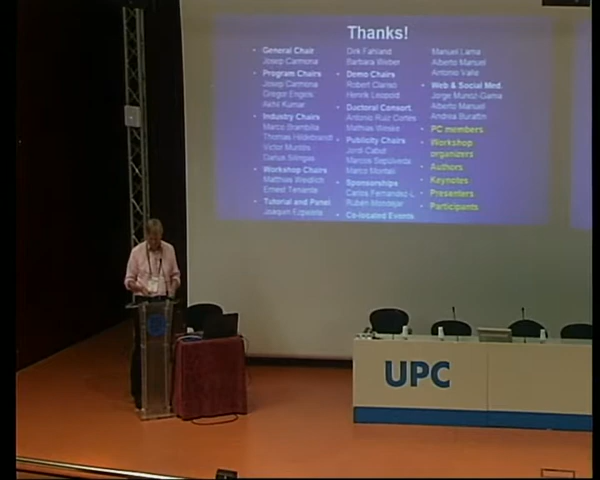 Thanks!
General Chair
Josep Carmona
Program Chairs
Josep Carmona
Gregor Engels
Akhil Kumar
Industry Chairs
Marco Brambilla
Thomas Hildebrandt
Victor Muntés
Darius Silingas
Workshop Chairs
Matthias Weidlich
Ernest Teniente
Tutorial and Panel
Joaquin Ezpeleta
Dirk Fahland
Barbara Weber
Demo Chairs
Robert Clarisó
Henrik Leopold
Doctoral Consort.
Antonio Ruiz Cortés
Mathias Weske
Publicity Chairs
Jordi Cabot
Marcos Sepúlveda
Marco Montali
Sponsorships
Carlos Fernandez-L
Ruben Mondejar
Co-located Events
Manuel Lama
Alberto Manuel
Antonio Valle
Web & Social Med.
Jorge Munoz-Gama
Alberto Manuel
Andrea Burattin
PC members
Workshop
organizers
Authors
Keynotes
Presenters
Participants
UPC